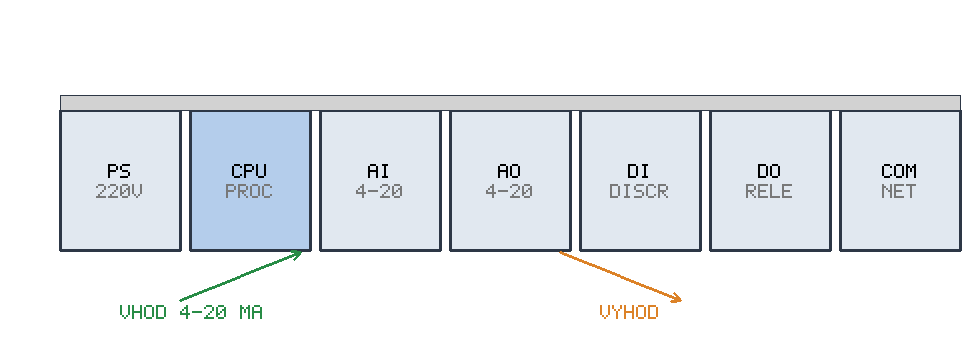 PS
220V
CPU
PROC
AI
4-20
AO
4-20
DI
DISCR
DO
RELE
COM
NET
VHOD 4-20 MA
VYHOD